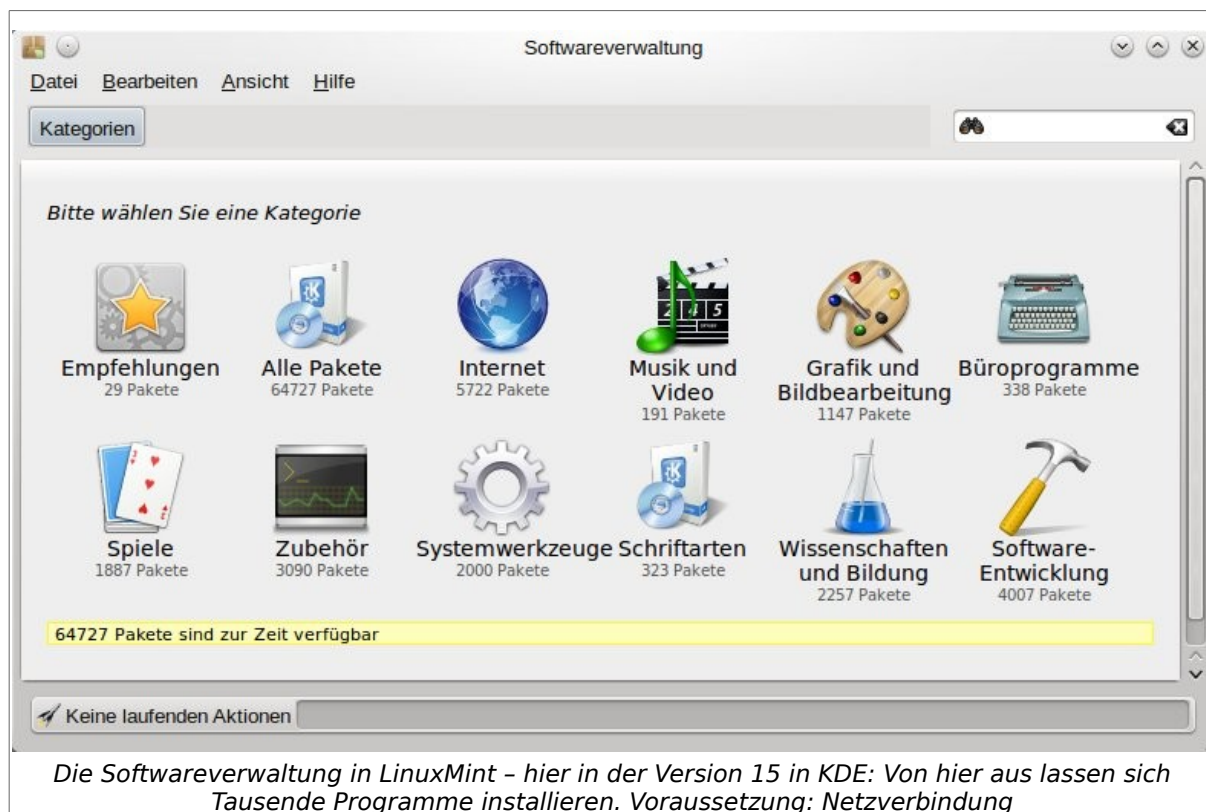 Softwareverwaltung
Datei Bearbeiten Ansicht Hilfe
Kategorien
Bitte wählen Sie eine Kategorie
Empfehlungen
29 Pakete
Alle Pakete
64727 Pakete
Internet
5722 Pakete
Musik und
Video
191 Pakete
Grafik und
Bildbearbeitung
1147 Pakete
Büroprogramme
338 Pakete
Spiele
1887 Pakete
Zubehör
3090 Pakete
Systemwerkzeuge
2000 Pakete
Schriftarten
323 Pakete
Wissenschaften
und Bildung
2257 Pakete
Software-
Entwicklung
4007 Pakete
64727 Pakete sind zur Zeit verfügbar
Keine laufenden Aktionen
Die Softwareverwaltung in LinuxMint – hier in der Version 15 in KDE: Von hier aus lassen sich
Tausende Programme installieren. Voraussetzung: Netzverbindung